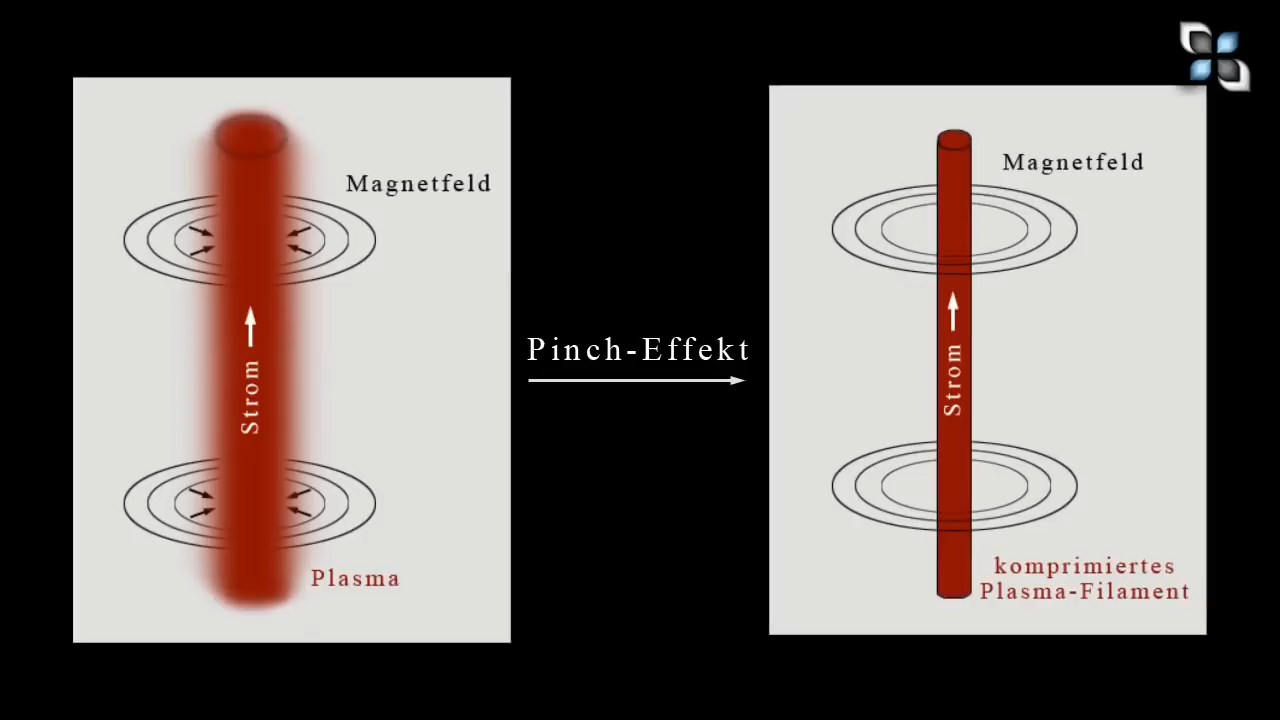 Magnetfeld
Strom
Plasma
Pinch-Effekt
Magnetfeld
Strom
komprimiertes
Plasma-Filament